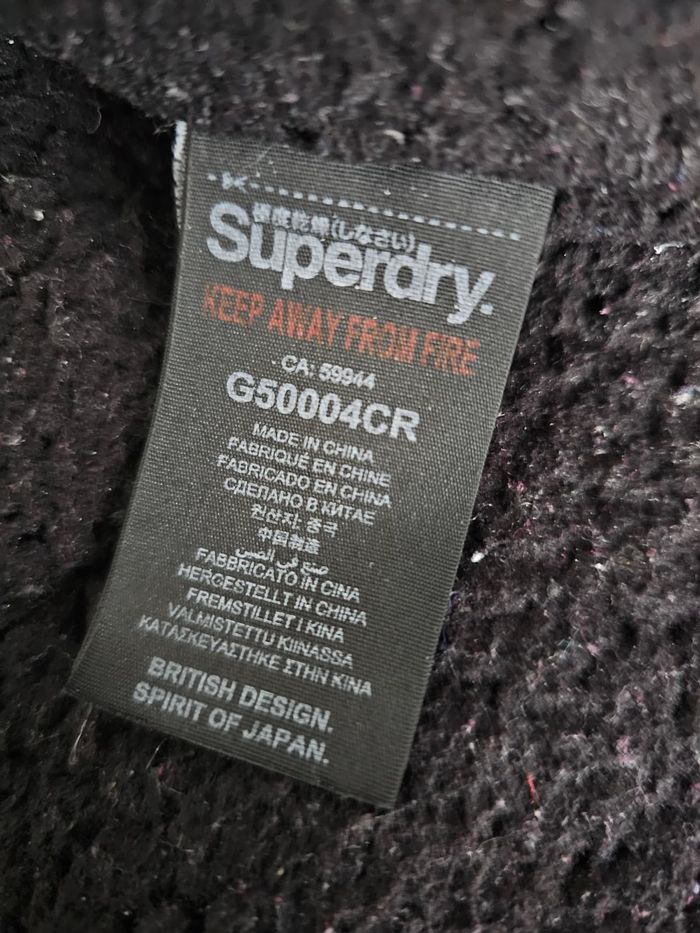 極度乾燥(しなさい)
Superdry.
KEEP AWAY FROM FIRE
CA: 59944
G50004CR
MADE IN CHINA
FABRIQUÉ EN CHINE
FABRICADO EN CHINA
СДЕЛАНО В КИТАЕ
원산지: 중국
中国制造
صنع في الصين
FABBRICATO IN CINA
HERGESTELLT IN CHINA
FREMSTILLET I KINA
VALMISTETTU KIINASSA
ΚΑΤΑΣΚΕΥΑΣΤΗΚΕ ΣΤΗΝ ΚΙΝΑ
BRITISH DESIGN.
SPIRIT OF JAPAN.